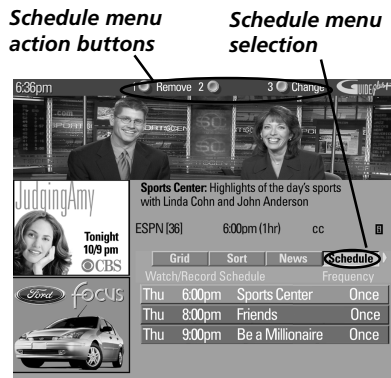 Schedule menu action buttons
Schedule menu selection
6:36pm 1 Remove 2 3 Change GUIDE plus+
Sports Center: Highlights of the day's sports
with Linda Cohn and John Anderson
ESPN [36] 6:00pm (1hr) cc
JudgingAmy
Tonight
10/9 pm
CBS
Grid Sort News Schedule
Watch/Record Schedule Frequency
Thu 6:00pm Sports Center Once
Thu 8:00pm Friends Once
Thu 9:00pm Be a Millionaire Once
Ford focus